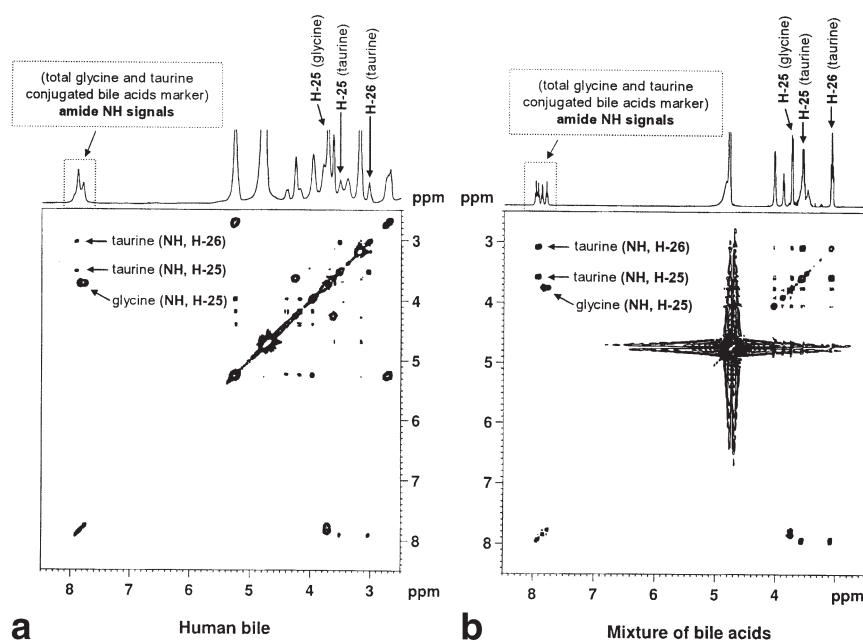 (total glycine and taurine
conjugated bile acids marker)
amide NH signals
H-25 (glycine)
H-25 (taurine)
H-26 (taurine)
ppm
taurine (NH, H-26)
taurine (NH, H-25)
glycine (NH, H-25)
3
4
5
6
7
8
8 7 6 5 4 3 ppm
a Human bile
(total glycine and taurine
conjugated bile acids marker)
amide NH signals
H-25 (glycine)
H-25 (taurine)
H-26 (taurine)
ppm
taurine (NH, H-26)
taurine (NH, H-25)
glycine (NH, H-25)
3
4
5
6
7
8
8 7 6 5 4 ppm
b Mixture of bile acids